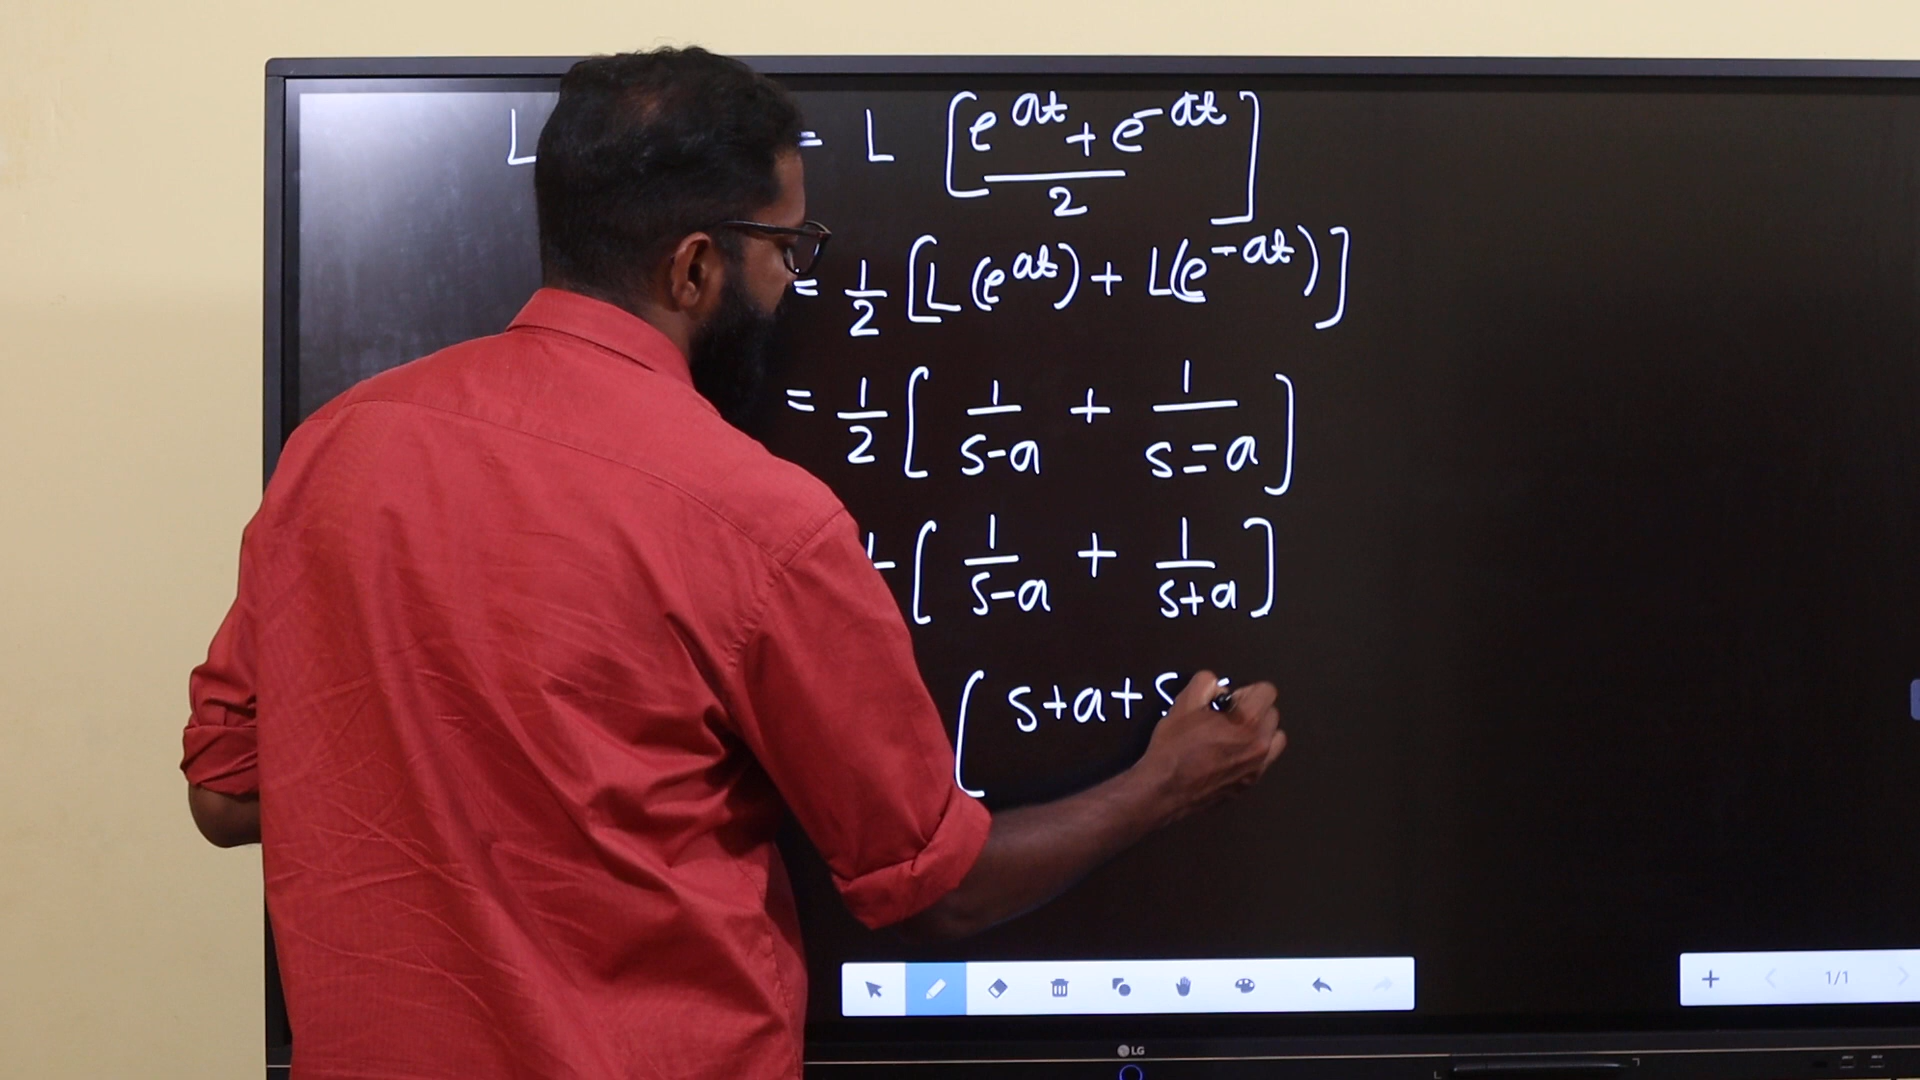 L = L [e^at + e^-at / 2]
= 1/2 [L(e^at) + L(e^-at)]
= 1/2 [1/s-a + 1/s=a]
[1/s-a + 1/s+a]
[s+a+s
1/1
LG